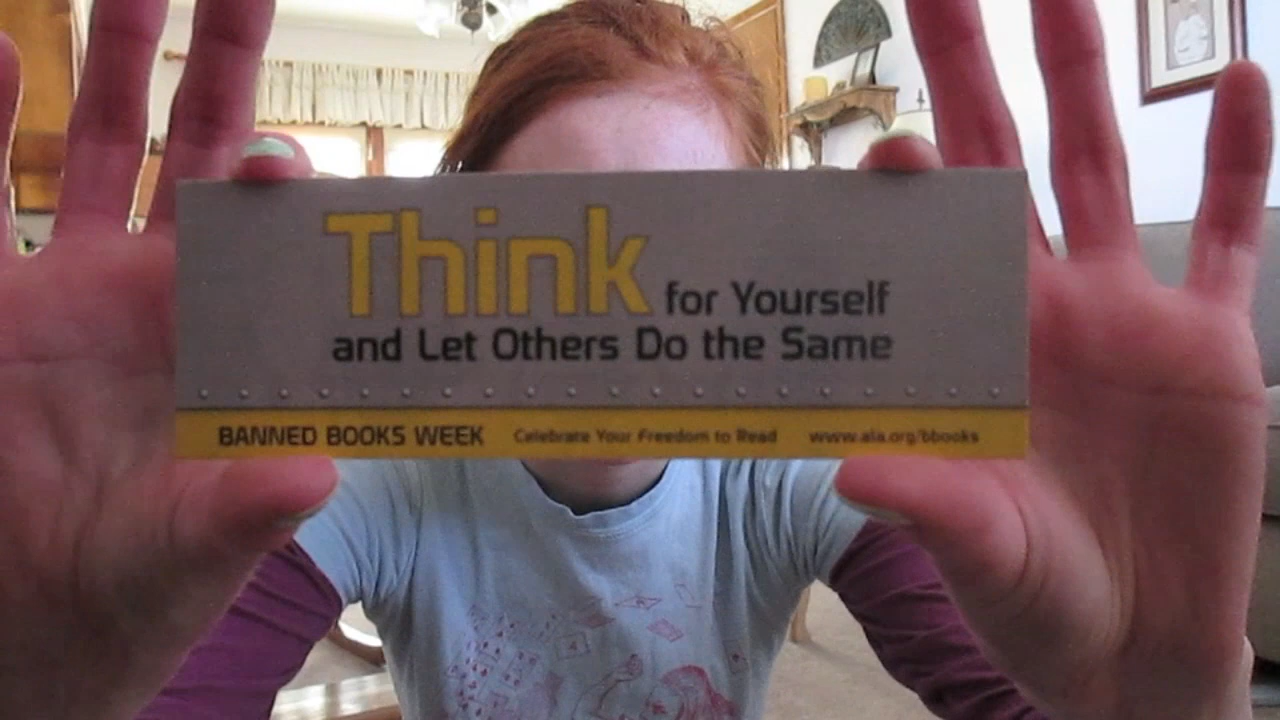 Think for Yourself
and Let Others Do the Same
BANNED BOOKS WEEK Celebrate Your Freedom to Read www.ala.org/bbooks